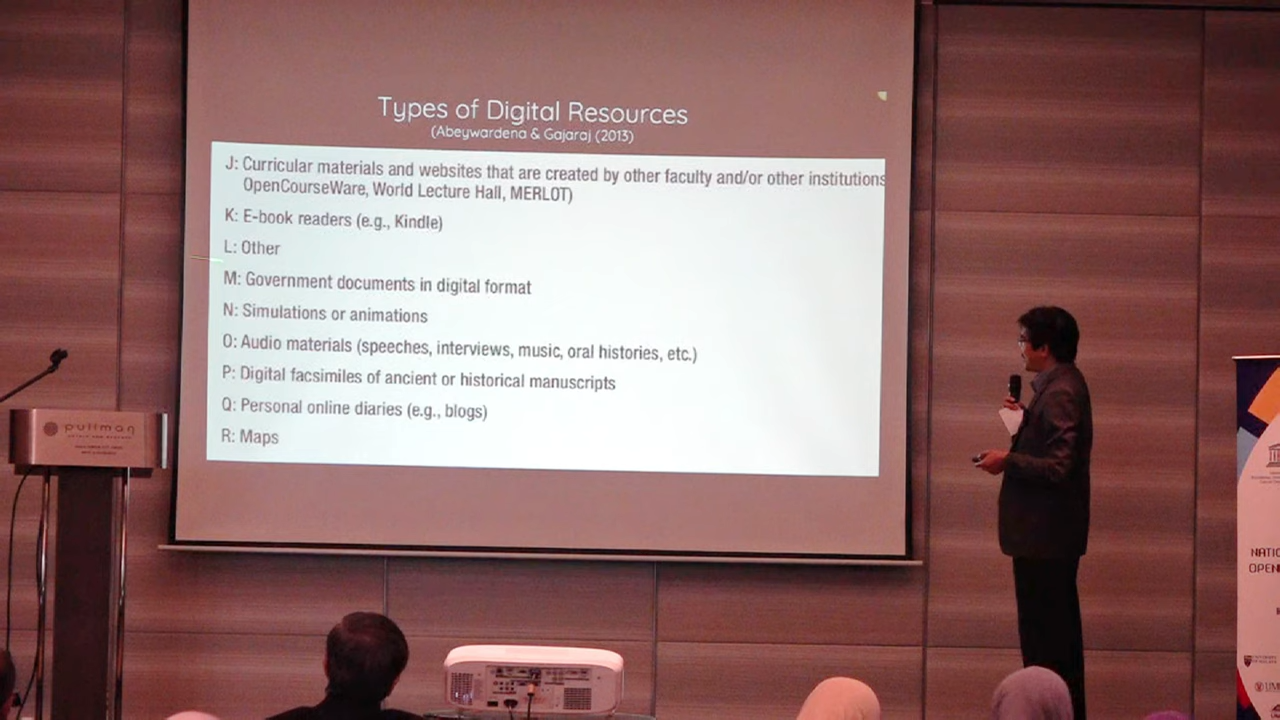 Types of Digital Resources
(Abeywardena & Gajaraj (2013)
J: Curricular materials and websites that are created by other faculty and/or other institutions
OpenCourseWare, World Lecture Hall, MERLOT)
K: E-book readers (e.g., Kindle)
L: Other
M: Government documents in digital format
N: Simulations or animations
O: Audio materials (speeches, interviews, music, oral histories, etc.)
P: Digital facsimiles of ancient or historical manuscripts
Q: Personal online diaries (e.g., blogs)
R: Maps
pullman
NATIO
OPEN